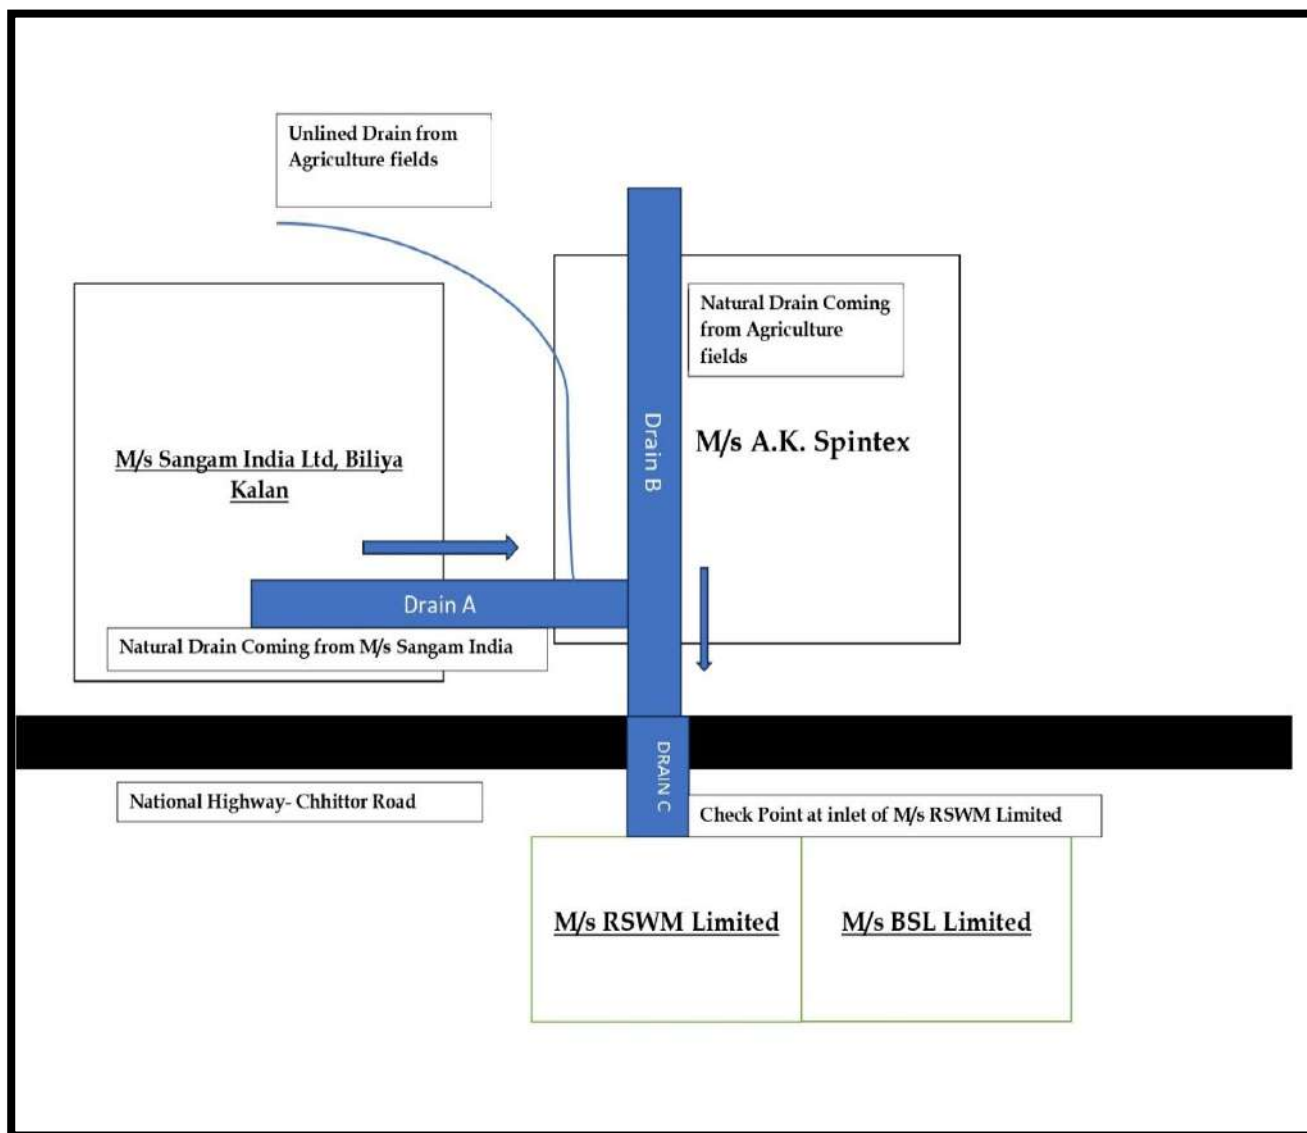 Unlined Drain from
Agriculture fields
Natural Drain Coming
from Agriculture
fields
Drain B
M/s A.K. Spintex
M/s Sangam India Ltd, Biliya
Kalan
Drain A
Natural Drain Coming from M/s Sangam India
DRAIN C
National Highway- Chhittor Road
Check Point at inlet of M/s RSWM Limited
M/s RSWM Limited
M/s BSL Limited